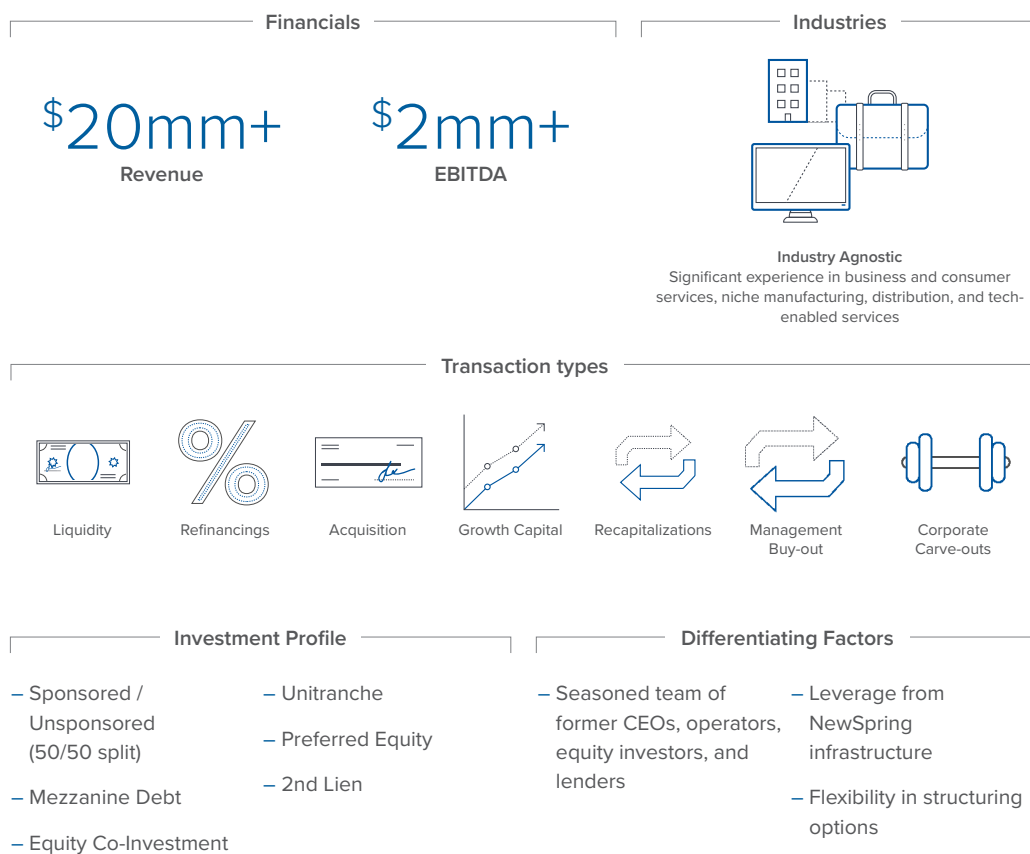 Financials
$20mm+
Revenue
$2mm+
EBITDA
Industries
Industry Agnostic
Significant experience in business and consumer
services, niche manufacturing, distribution, and tech-
enabled services
Transaction types
Liquidity
Refinancings
Acquisition
Growth Capital
Recapitalizations
Management
Buy-out
Corporate
Carve-outs
Investment Profile
– Sponsored /
Unsponsored
(50/50 split)
– Mezzanine Debt
– Equity Co-Investment
– Unitranche
– Preferred Equity
– 2nd Lien
Differentiating Factors
– Seasoned team of
former CEOs, operators,
equity investors, and
lenders
– Leverage from
NewSpring
infrastructure
– Flexibility in structuring
options